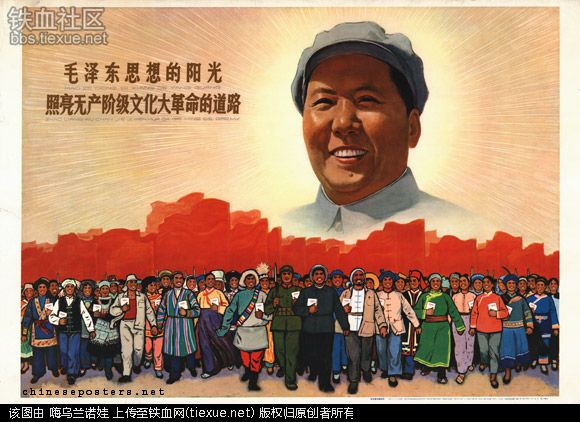 铁血社区
bbs.tiexue.net
毛泽东思想的阳光
照亮无产阶级文化大革命的道路
chineseposters.net
该图由 嗨乌兰诺娃 上传至铁血网(tiexue.net) 版权归原创者所有